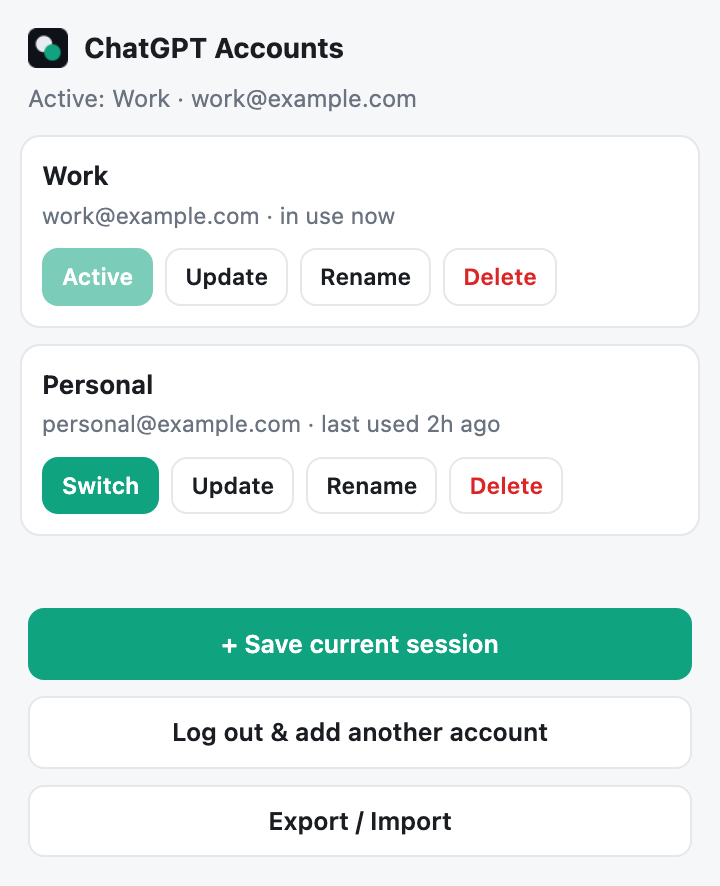 ChatGPT Accounts
Active: Work · work@example.com
Work
work@example.com · in use now
Active Update Rename Delete
Personal
personal@example.com · last used 2h ago
Switch Update Rename Delete
+ Save current session
Log out & add another account
Export / Import